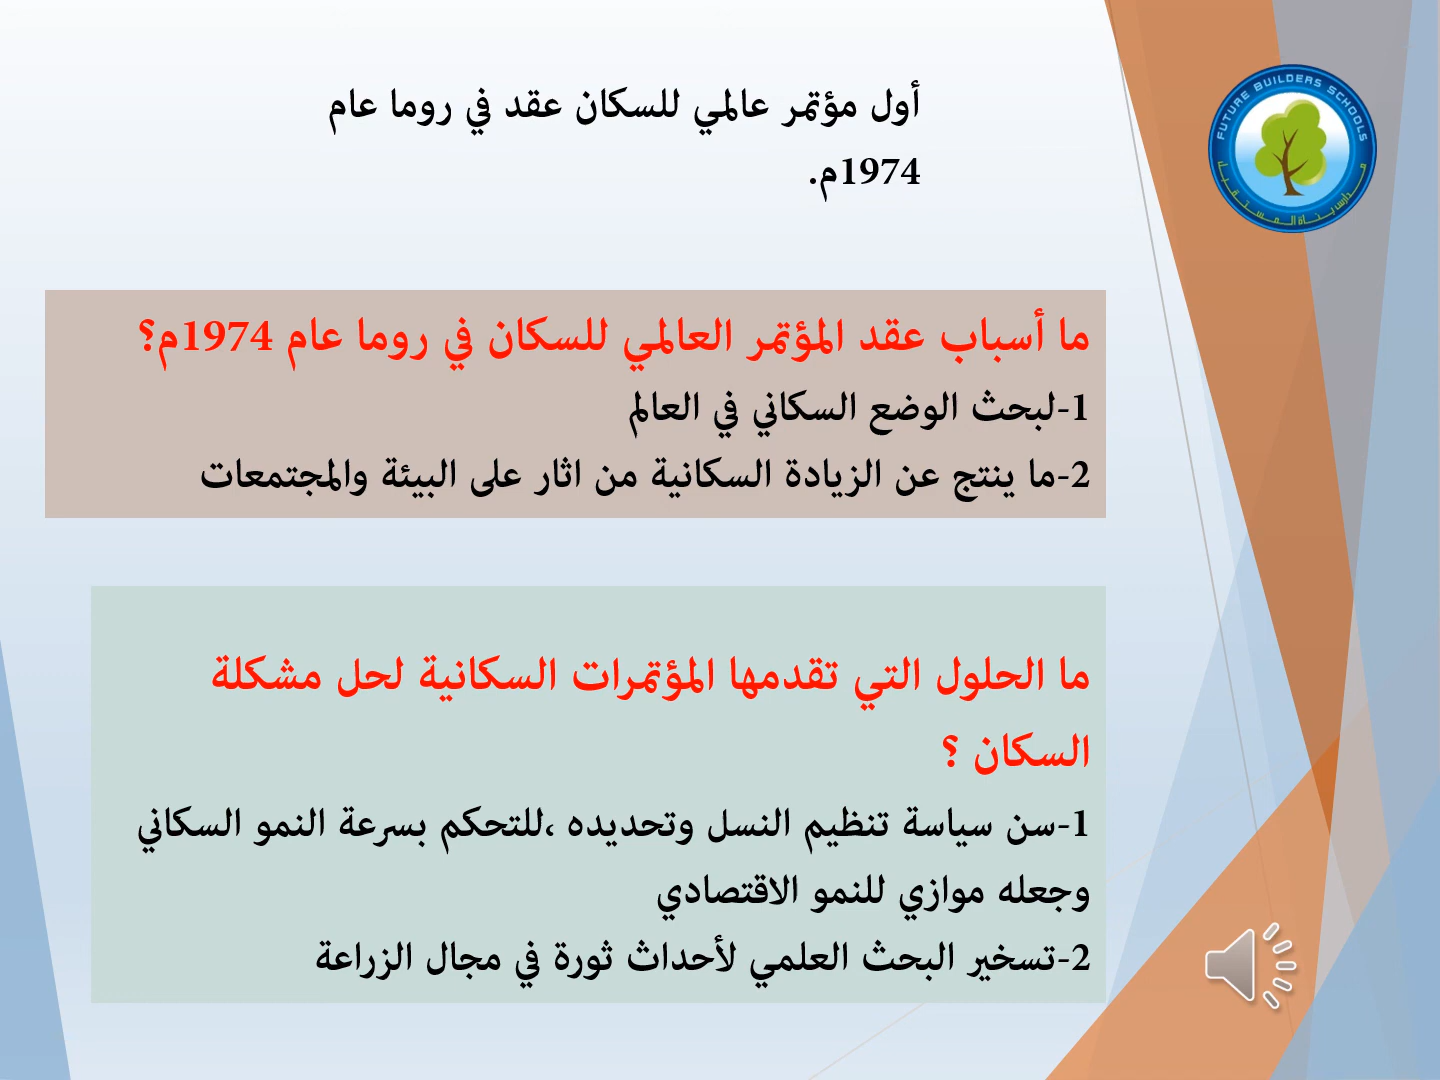 أول مؤتمر عالمي للسكان عقد في روما عام
1974م.
FUTURE BUILDERS SCHOOLS
مدارس بناة المستقبل
ما أسباب عقد المؤتمر العالمي للسكان في روما عام 1974م؟
1-لبحث الوضع السكاني في العالم
2-ما ينتج عن الزيادة السكانية من اثار على البيئة والمجتمعات
ما الحلول التي تقدمها المؤتمرات السكانية لحل مشكلة
السكان ؟
1-سن سياسة تنظيم النسل وتحديده ،للتحكم بسرعة النمو السكاني
وجعله موازي للنمو الاقتصادي
2-تسخير البحث العلمي لأحداث ثورة في مجال الزراعة